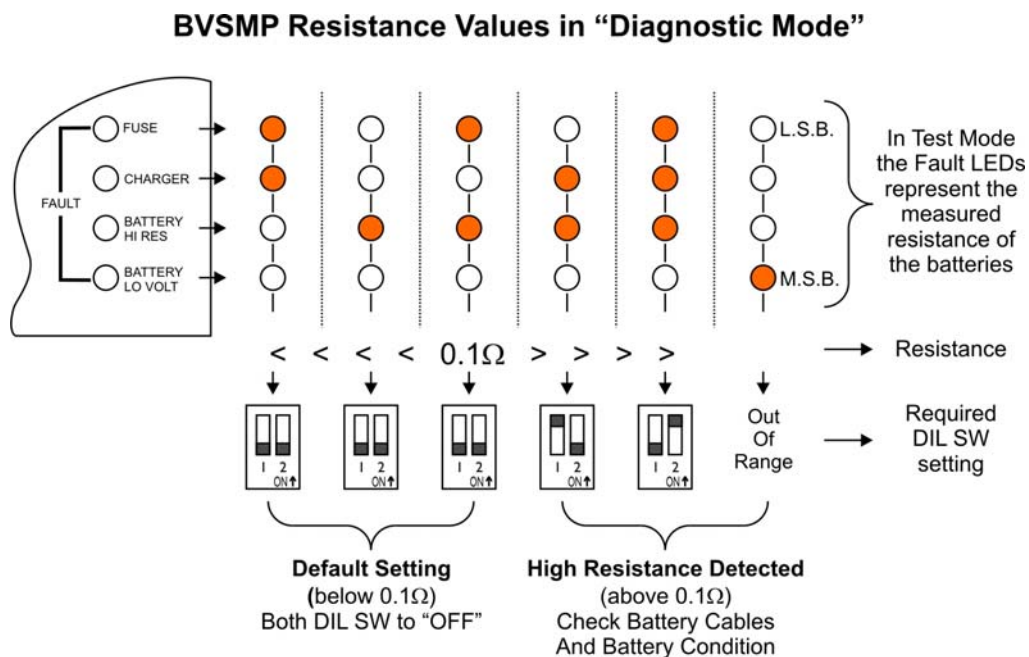 BVSMP Resistance Values in “Diagnostic Mode”
FUSE
CHARGER
FAULT
BATTERY
HI RES
BATTERY
LO VOLT
L.S.B.
M.S.B.
In Test Mode
the Fault LEDs
represent the
measured
resistance of
the batteries
< < < < 0.1Ω > > > >
Resistance
1 2
ON↑
1 2
ON↑
1 2
ON↑
1 2
ON↑
1 2
ON↑
Out
Of
Range
Required
DIL SW
setting
Default Setting
(below 0.1Ω)
Both DIL SW to “OFF”
High Resistance Detected
(above 0.1Ω)
Check Battery Cables
And Battery Condition